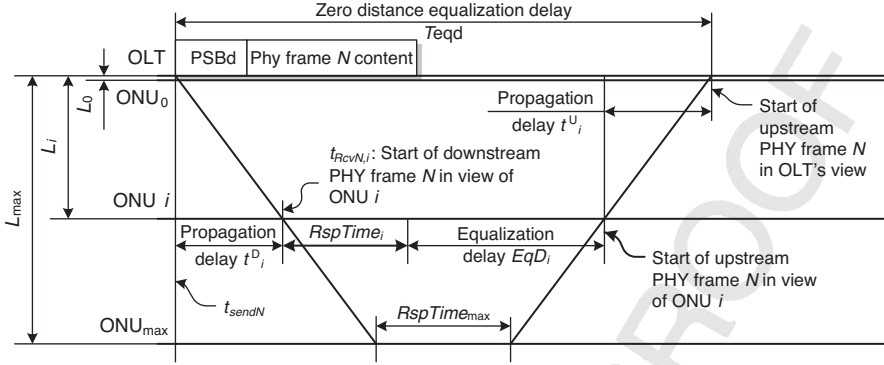 Zero distance equalization delay
Teqd
OLT
PSBd
Phy frame N content
ONU0
L0
Li
Lmax
Propagation
delay tUi
Start of
upstream
PHY frame N
in OLT's view
tRcvN,i: Start of downstream
PHY frame N in view of
ONU i
ONU i
Propagation
delay tDi
RspTimei
Equalization
delay EqDi
Start of upstream
PHY frame N in view
of ONU i
tsendN
RspTimemax
ONUmax
PROOF